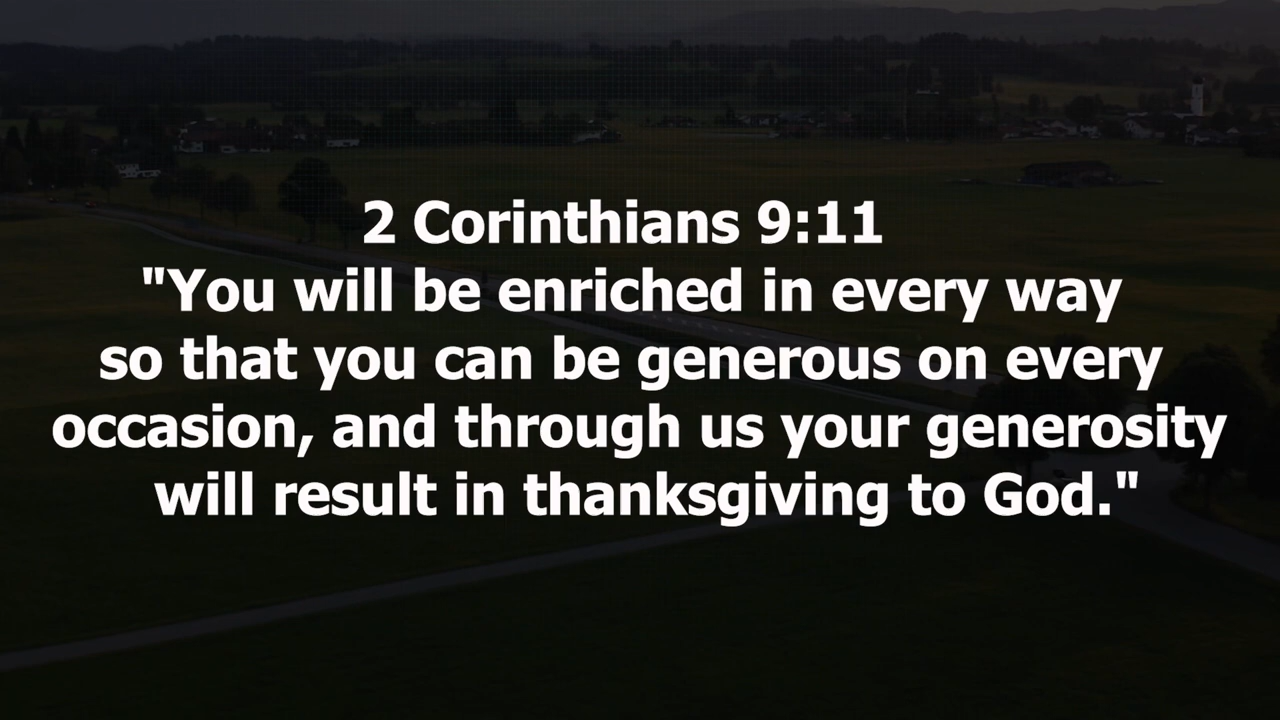 2 Corinthians 9:11
"You will be enriched in every way
so that you can be generous on every
occasion, and through us your generosity
will result in thanksgiving to God."